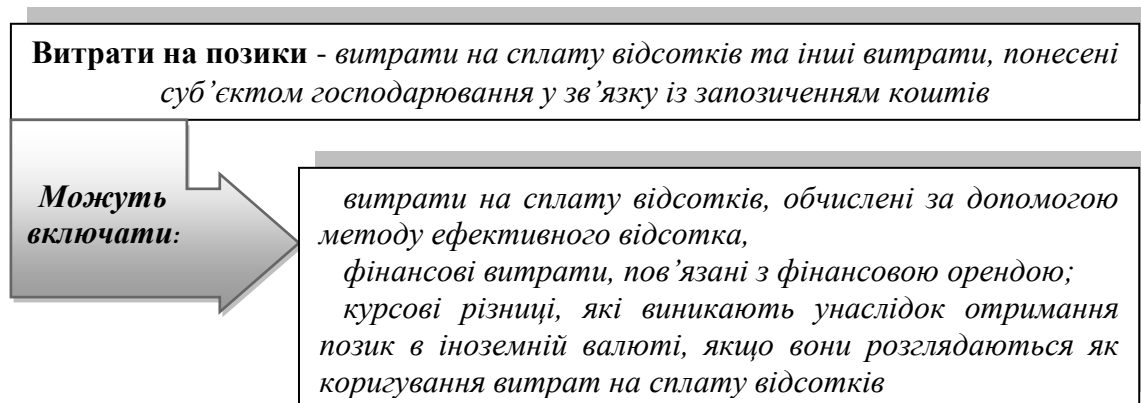 Витрати на позики - витрати на сплату відсотків та інші витрати, понесені
суб’єктом господарювання у зв’язку із запозиченням коштів
Можуть
включати:
витрати на сплату відсотків, обчислені за допомогою
методу ефективного відсотка,
фінансові витрати, пов’язані з фінансовою орендою;
курсові різниці, які виникають унаслідок отримання
позик в іноземній валюті, якщо вони розглядаються як
коригування витрат на сплату відсотків